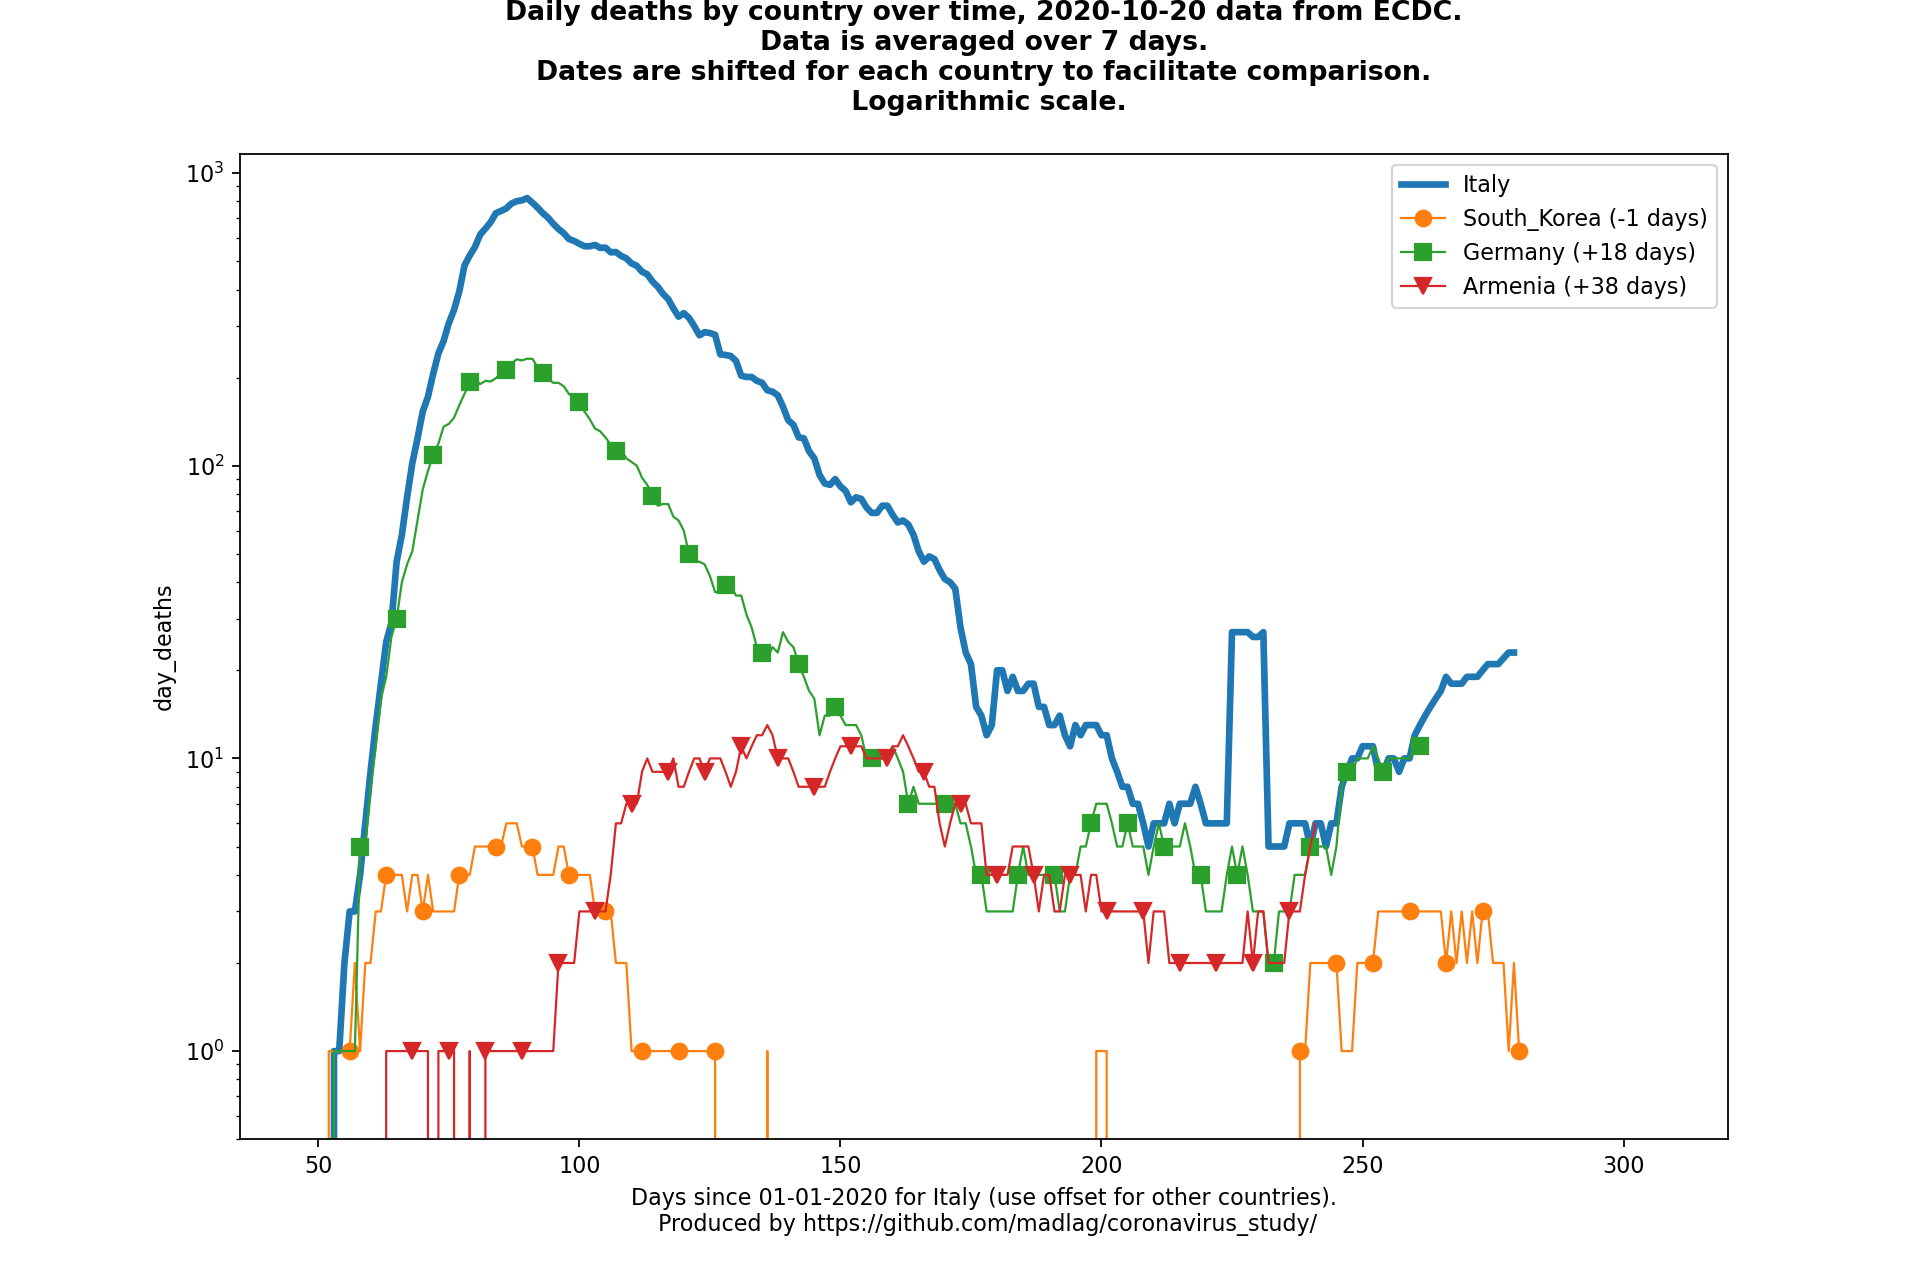 Daily deaths by country over time, 2020-10-20 data from ECDC.
Data is averaged over 7 days.
Dates are shifted for each country to facilitate comparison.
Logarithmic scale.
10³
10²
10¹
10⁰
day_deaths
Italy
South_Korea (-1 days)
Germany (+18 days)
Armenia (+38 days)
50 100 150 200 250 300
Days since 01-01-2020 for Italy (use offset for other countries).
Produced by https://github.com/madlag/coronavirus_study/